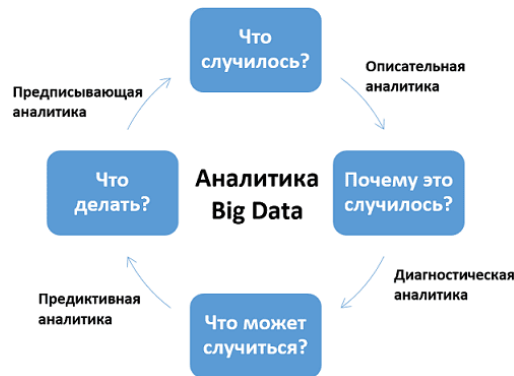 Что
случилось?
Описательная
аналитика
Почему это
случилось?
Диагностическая
аналитика
Что может
случиться?
Предиктивная
аналитика
Что
делать?
Предписывающая
аналитика
Аналитика
Big Data